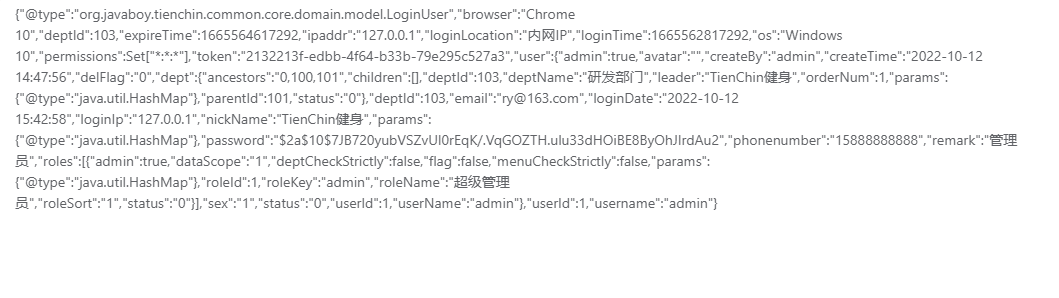 {"@type":"org.javaboy.tienchin.common.core.domain.model.LoginUser","browser":"Chrome
10","deptId":103,"expireTime":1665564617292,"ipaddr":"127.0.0.1","loginLocation":"内网IP","loginTime":1665562817292,"os":"Windows
10","permissions":Set["*:*:*"],"token":"2132213f-edbb-4f64-b33b-79e295c527a3","user":{"admin":true,"avatar":"","createBy":"admin","createTime":"2022-10-12
14:47:56","delFlag":"0","dept":{"ancestors":"0,100,101","children":[],"deptId":103,"deptName":"研发部门","leader":"TienChin健身","orderNum":1,"params":
{"@type":"java.util.HashMap"},"parentId":101,"status":"0"},"deptId":103,"email":"ry@163.com","loginDate":"2022-10-12
15:42:58","loginIp":"127.0.0.1","nickName":"TienChin健身","params":
{"@type":"java.util.HashMap"},"password":"$2a$10$7JB720yubVSZvUI0rEqK/.VqGOZTH.ulu33dHOiBE8ByOhJIrdAu2","phonenumber":"15888888888","remark":"管理
员","roles":[{"admin":true,"dataScope":"1","deptCheckStrictly":false,"flag":false,"menuCheckStrictly":false,"params":
{"@type":"java.util.HashMap"},"roleId":1,"roleKey":"admin","roleName":"超级管理
员","roleSort":"1","status":"0"}],"sex":"1","status":"0","userId":1,"userName":"admin"},"userId":1,"username":"admin"}